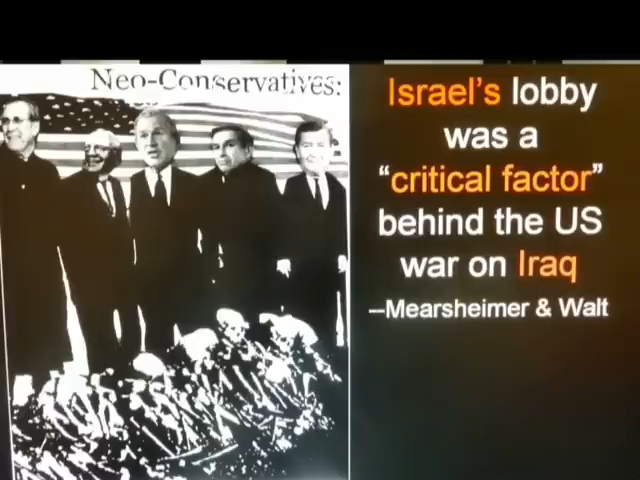 Neo-Conservatives:
Israel's lobby
was a
"critical factor"
behind the US
war on Iraq
–Mearsheimer & Walt